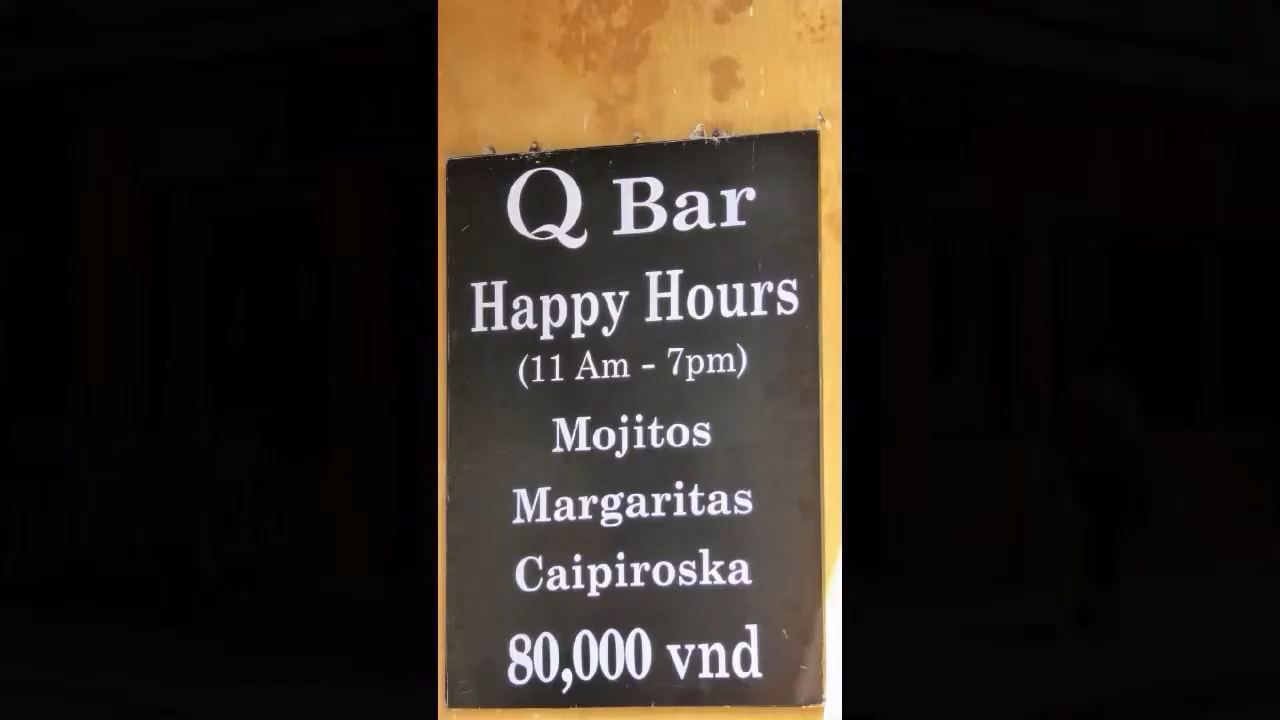 Q Bar
Happy Hours
(11 Am - 7pm)
Mojitos
Margaritas
Caipiroska
80,000 vnd